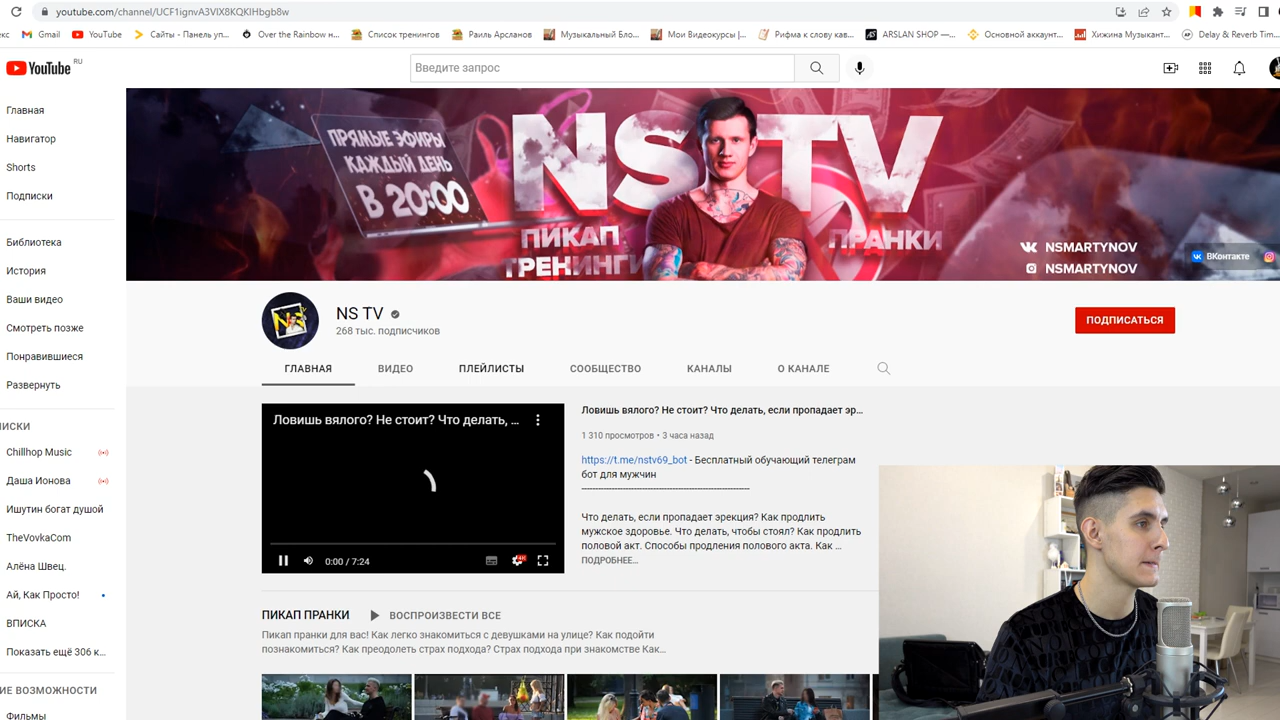 youtube.com/channel/UCF1ignvA3VIX8KQKIHbgb8w
Gmail
YouTube
Сайты - Панель уп...
Over the Rainbow н...
Список тренингов
Раиль Арсланов
Музыкальный Бло...
Мои Видеокурсы |...
Рифма к слову кав...
ARSLAN SHOP —...
Основной аккаунт...
Хижина Музыкант...
Delay & Reverb Tim...
YouTube RU
Введите запрос
Главная
Навигатор
Shorts
Подписки
Библиотека
История
Ваши видео
Смотреть позже
Понравившиеся
Развернуть
ПИСКИ
Chillhop Music
Даша Ионова
Ишутин богат душой
TheVovkaCom
Алёна Швец.
Ай, Как Просто!
ВПИСКА
Показать ещё 306 к...
ИЕ ВОЗМОЖНОСТИ
Фильмы
ПРЯМЫЕ ЭФИРЫ
КАЖДЫЙ ДЕНЬ
В 20:00
NS TV
ПИКАП
ТРЕНИНГИ
ПРАНКИ
NSMARTYNOV
NSMARTYNOV
ВКонтакте
NS TV
268 тыс. подписчиков
ПОДПИСАТЬСЯ
ГЛАВНАЯ
ВИДЕО
ПЛЕЙЛИСТЫ
СООБЩЕСТВО
КАНАЛЫ
О КАНАЛЕ
Ловишь вялого? Не стоит? Что делать, ...
0:00 / 7:24
Ловишь вялого? Не стоит? Что делать, если пропадает эр...
1 310 просмотров • 3 часа назад
https://t.me/nstv69_bot - Бесплатный обучающий телеграм
бот для мужчин
--------------------------------------------------------
Что делать, если пропадает эрекция? Как продлить
мужское здоровье. Что делать, чтобы стоял? Как продлить
половой акт. Способы продления полового акта. Как ...
ПОДРОБНЕЕ...
ПИКАП ПРАНКИ
ВОСПРОИЗВЕСТИ ВСЕ
Пикап пранки для вас! Как легко знакомиться с девушками на улице? Как подойти
познакомиться? Как преодолеть страх подхода? Страх подхода при знакомстве Как...